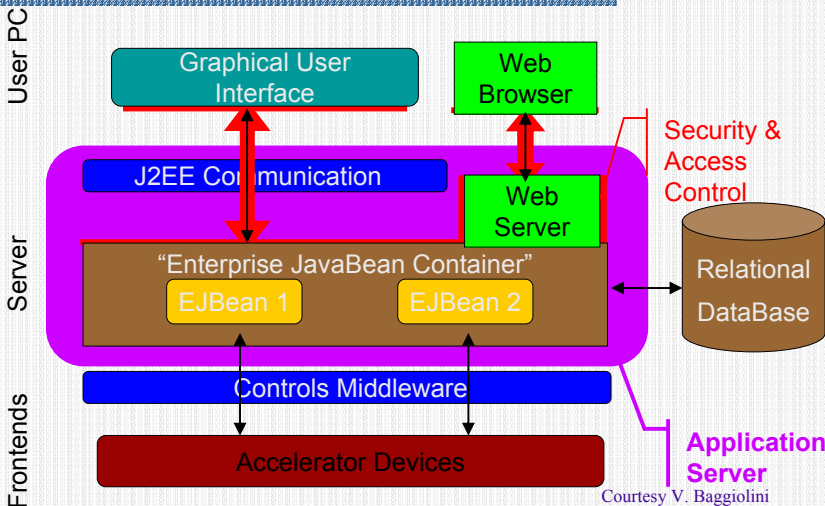 User PC
Graphical User
Interface
Web
Browser
Security &
Access
Control
Server
J2EE Communication
Web
Server
“Enterprise JavaBean Container”
EJBean 1
EJBean 2
Relational
DataBase
Frontends
Controls Middleware
Accelerator Devices
Application
Server
Courtesy V. Baggiolini